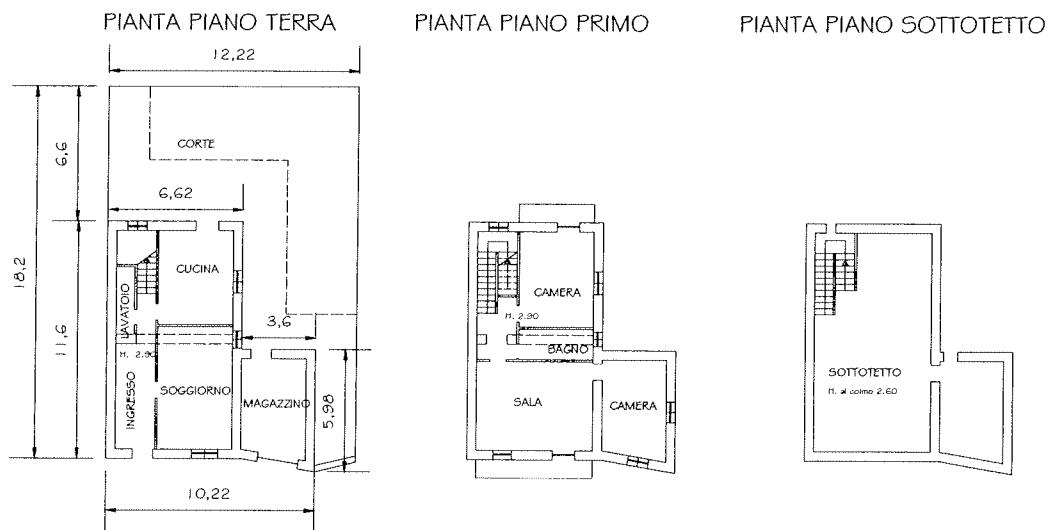 PIANTA PIANO TERRA
12,22
CORTE
6,6
6,62
18,2
11,6
CUCINA
LAVATOIO
3,6
H. 2.90
SOGGIORNO
INGRESSO
MAGAZZINO
5,98
10,22
PIANTA PIANO PRIMO
CAMERA
H. 2.90
BAGNO
SALA
CAMERA
PIANTA PIANO SOTTOTETTO
SOTTOTETTO
H. al colmo 2.60